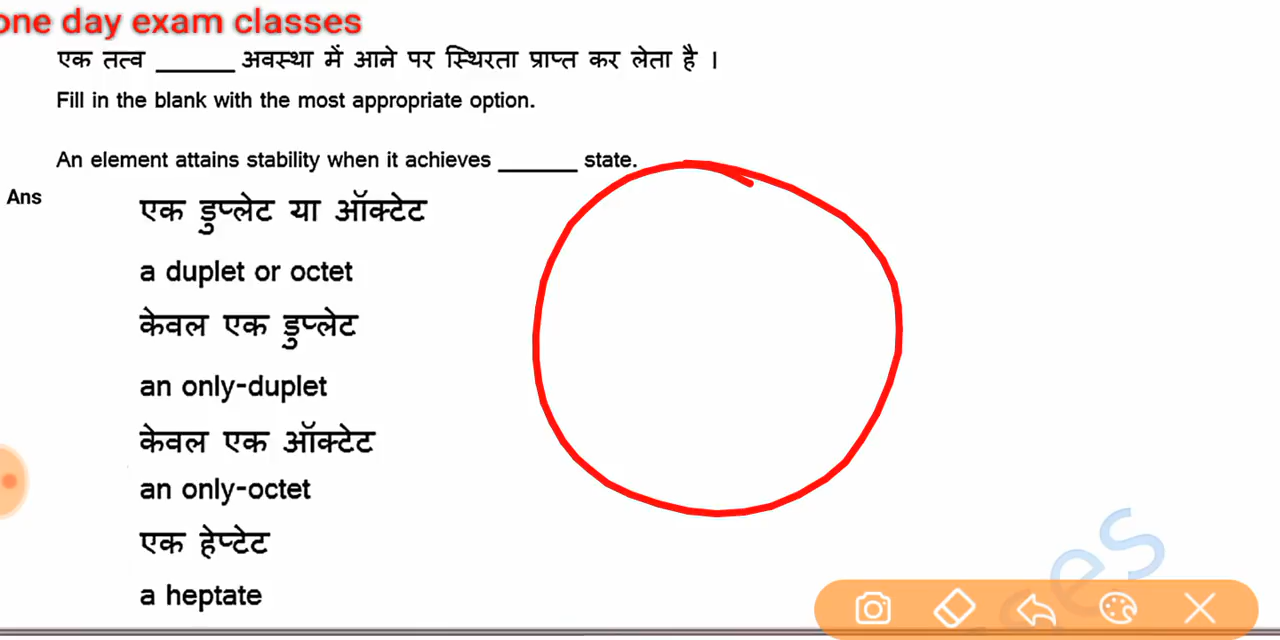 one day exam classes
एक तत्व ______ अवस्था में आने पर स्थिरता प्राप्त कर लेता है ।
Fill in the blank with the most appropriate option.
An element attains stability when it achieves ______ state.
Ans
एक डुप्लेट या ऑक्टेट
a duplet or octet
केवल एक डुप्लेट
an only-duplet
केवल एक ऑक्टेट
an only-octet
एक हेप्टेट
a heptate